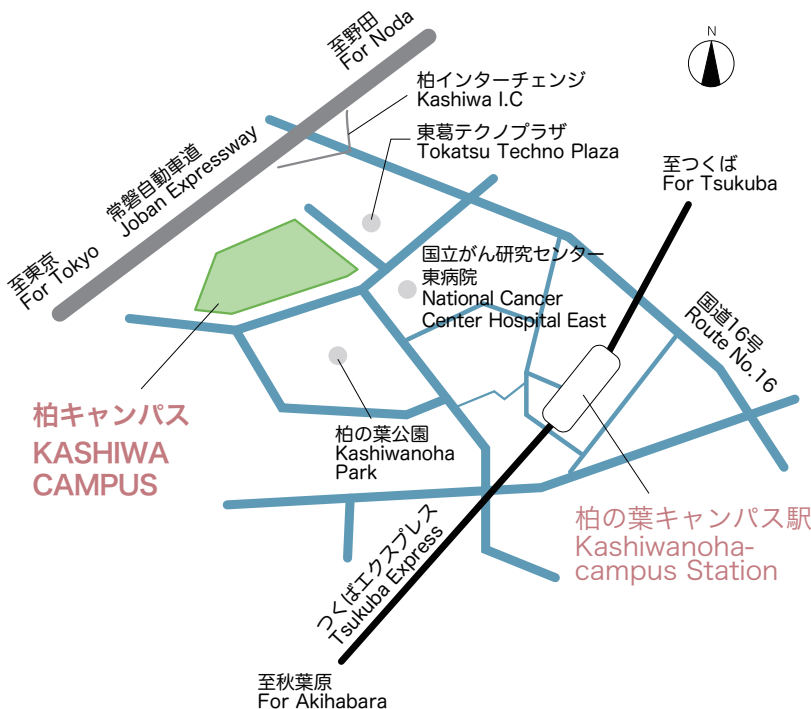 至野田
For Noda
N
柏インターチェンジ
Kashiwa I.C
東葛テクノプラザ
Tokatsu Techno Plaza
至つくば
For Tsukuba
常磐自動車道
Joban Expressway
至東京
For Tokyo
国立がん研究センター
東病院
National Cancer
Center Hospital East
国道16号
Route No.16
柏キャンパス
KASHIWA
CAMPUS
柏の葉公園
Kashiwanoha
Park
柏の葉キャンパス駅
Kashiwanoha-
campus Station
つくばエクスプレス
Tsukuba Express
至秋葉原
For Akihabara